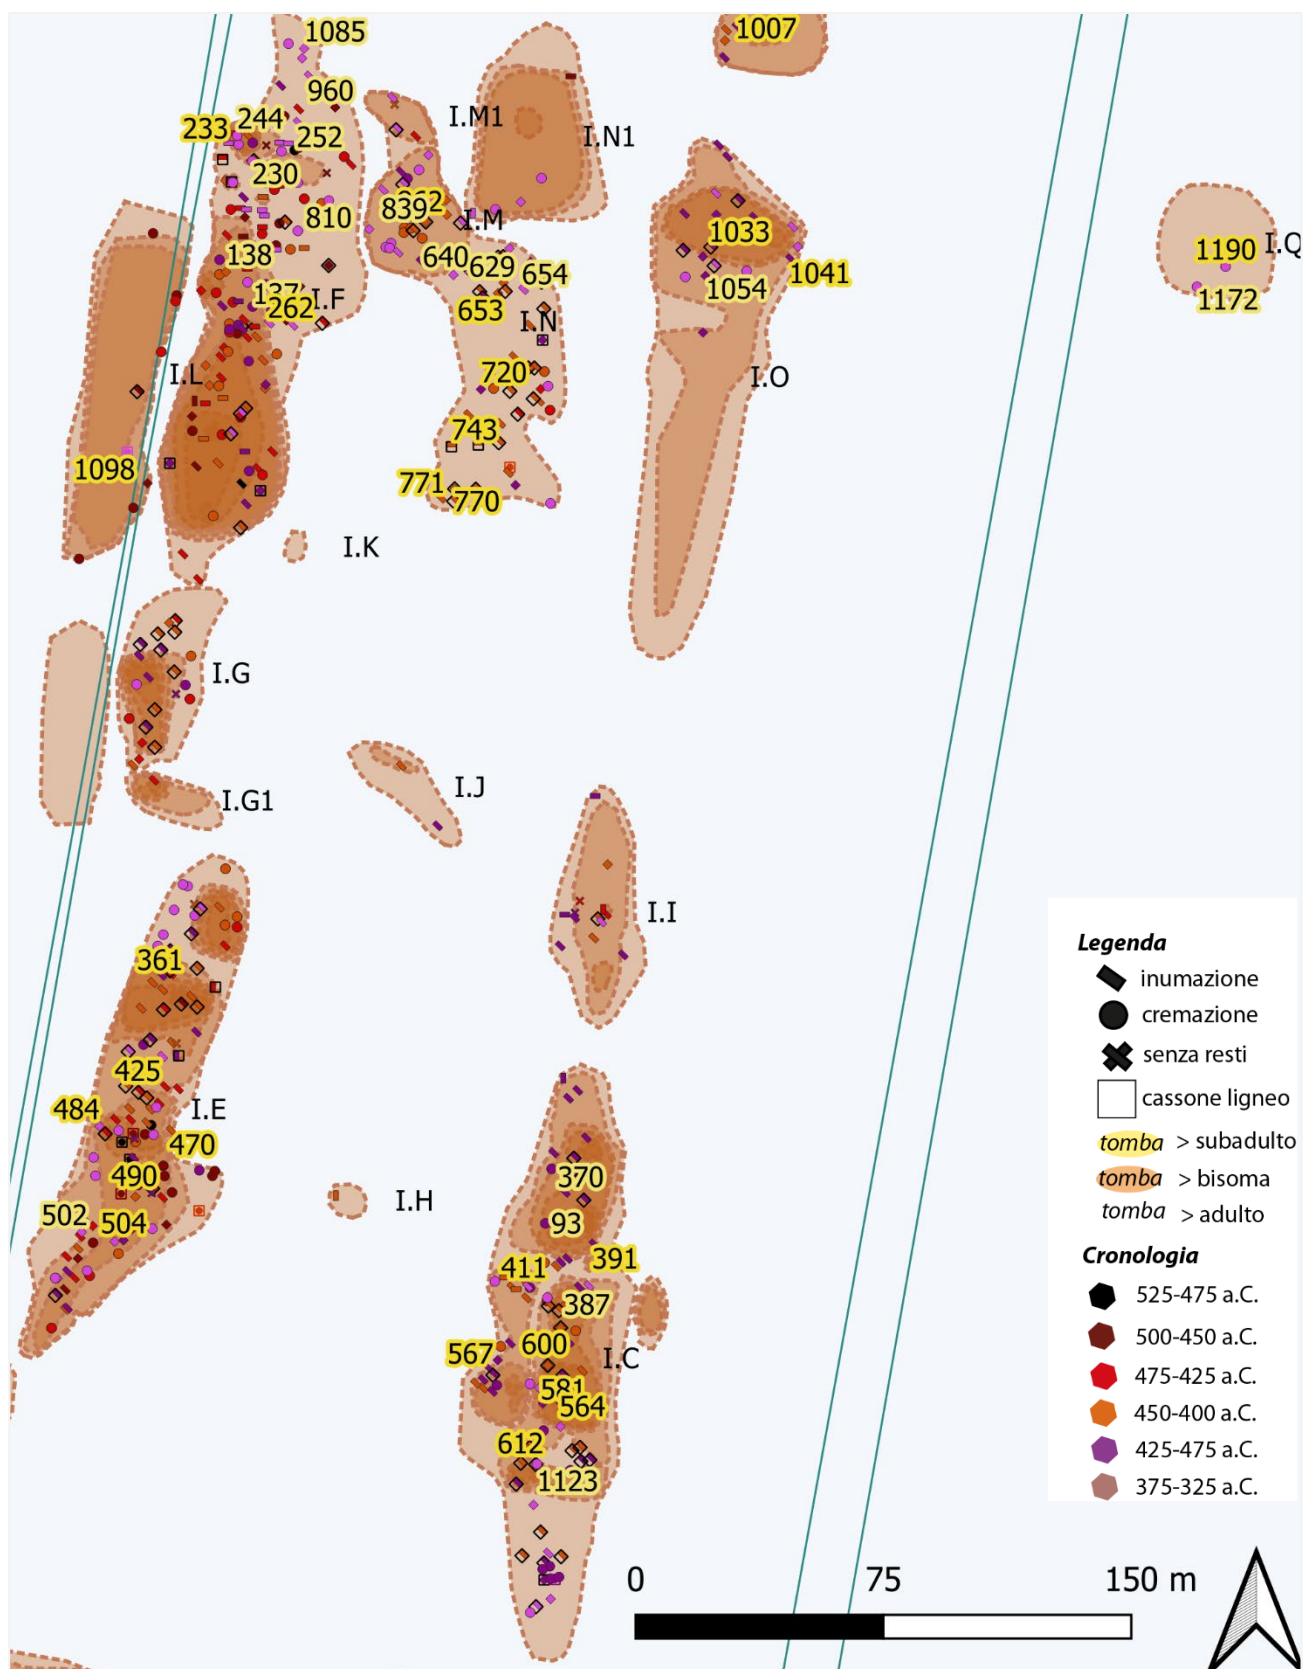 1085
1007
960
244
233
252
I.M1
I.N1
230
839
I.M
810
1033
1190
I.Q
138
640
629
654
1041
1054
1172
137
262
I.F
653
I.N
I.L
720
I.O
743
1098
771
770
I.K
I.G
I.J
I.G1
I.I
361
425
484
I.E
470
490
370
I.H
502
504
93
391
411
387
600
567
I.C
581
564
612
1123
Legenda
inumazione
cremazione
senza resti
cassone ligneo
tomba > subadulto
tomba > bisoma
tomba > adulto
Cronologia
525-475 a.C.
500-450 a.C.
475-425 a.C.
450-400 a.C.
425-475 a.C.
375-325 a.C.
0 75 150 m